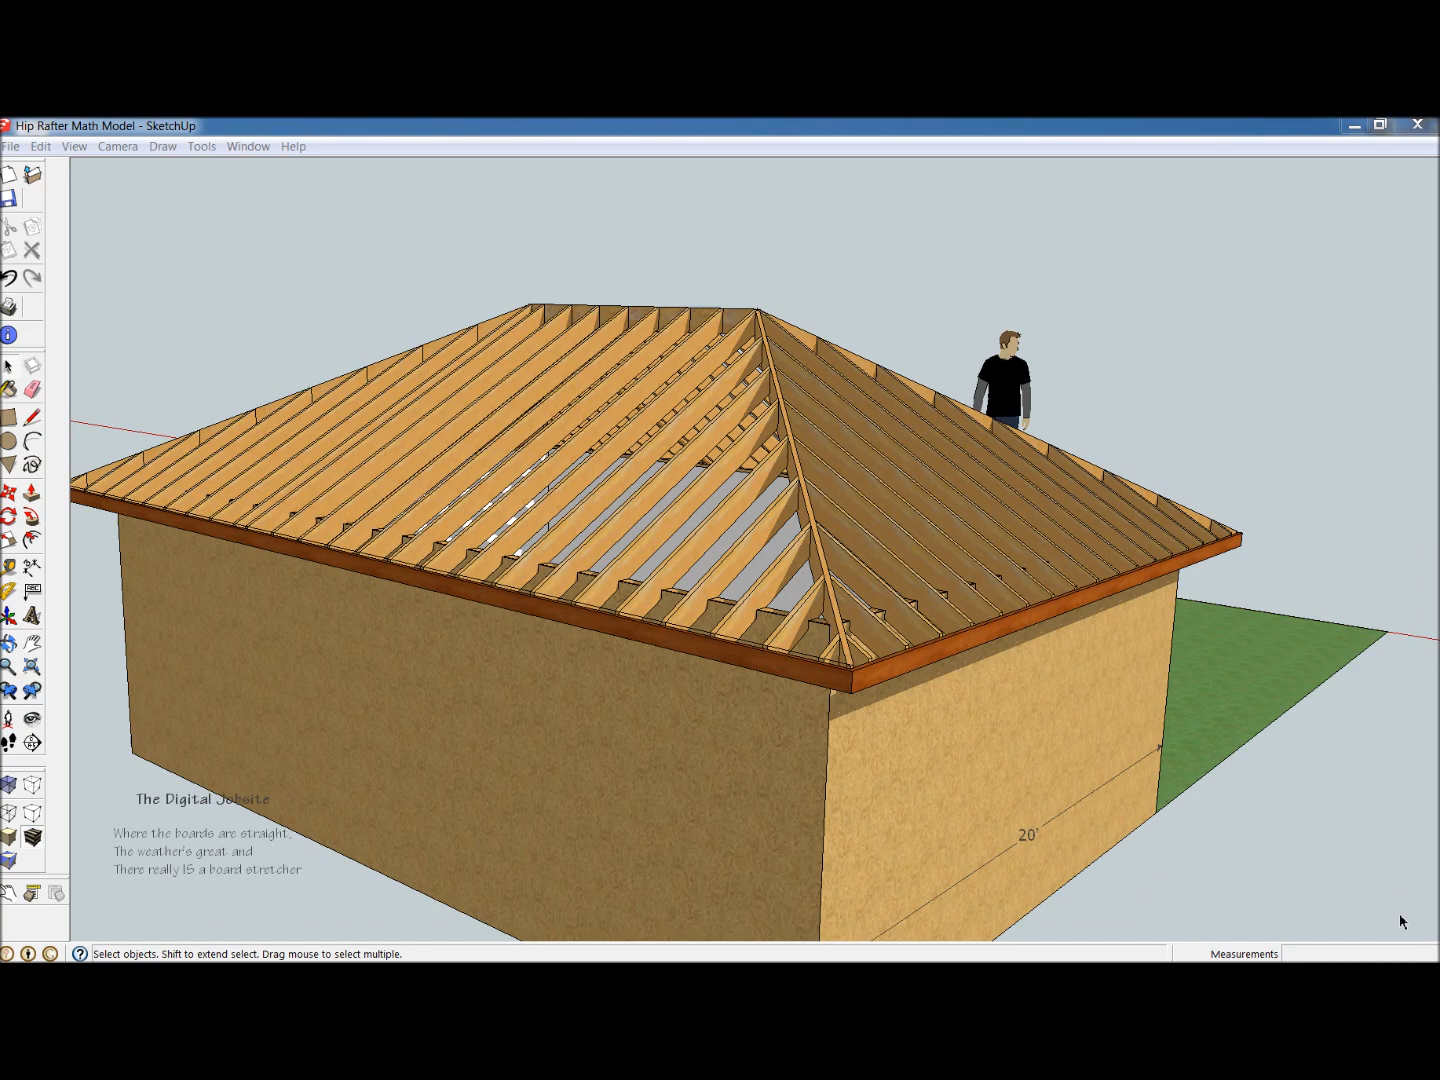 Hip Rafter Math Model - SketchUp
File Edit View Camera Draw Tools Window Help
20'
The Digital Jobsite
Where the boards are straight,
The weather's great and
There really IS a board stretcher
Select objects. Shift to extend select. Drag mouse to select multiple.
Measurements